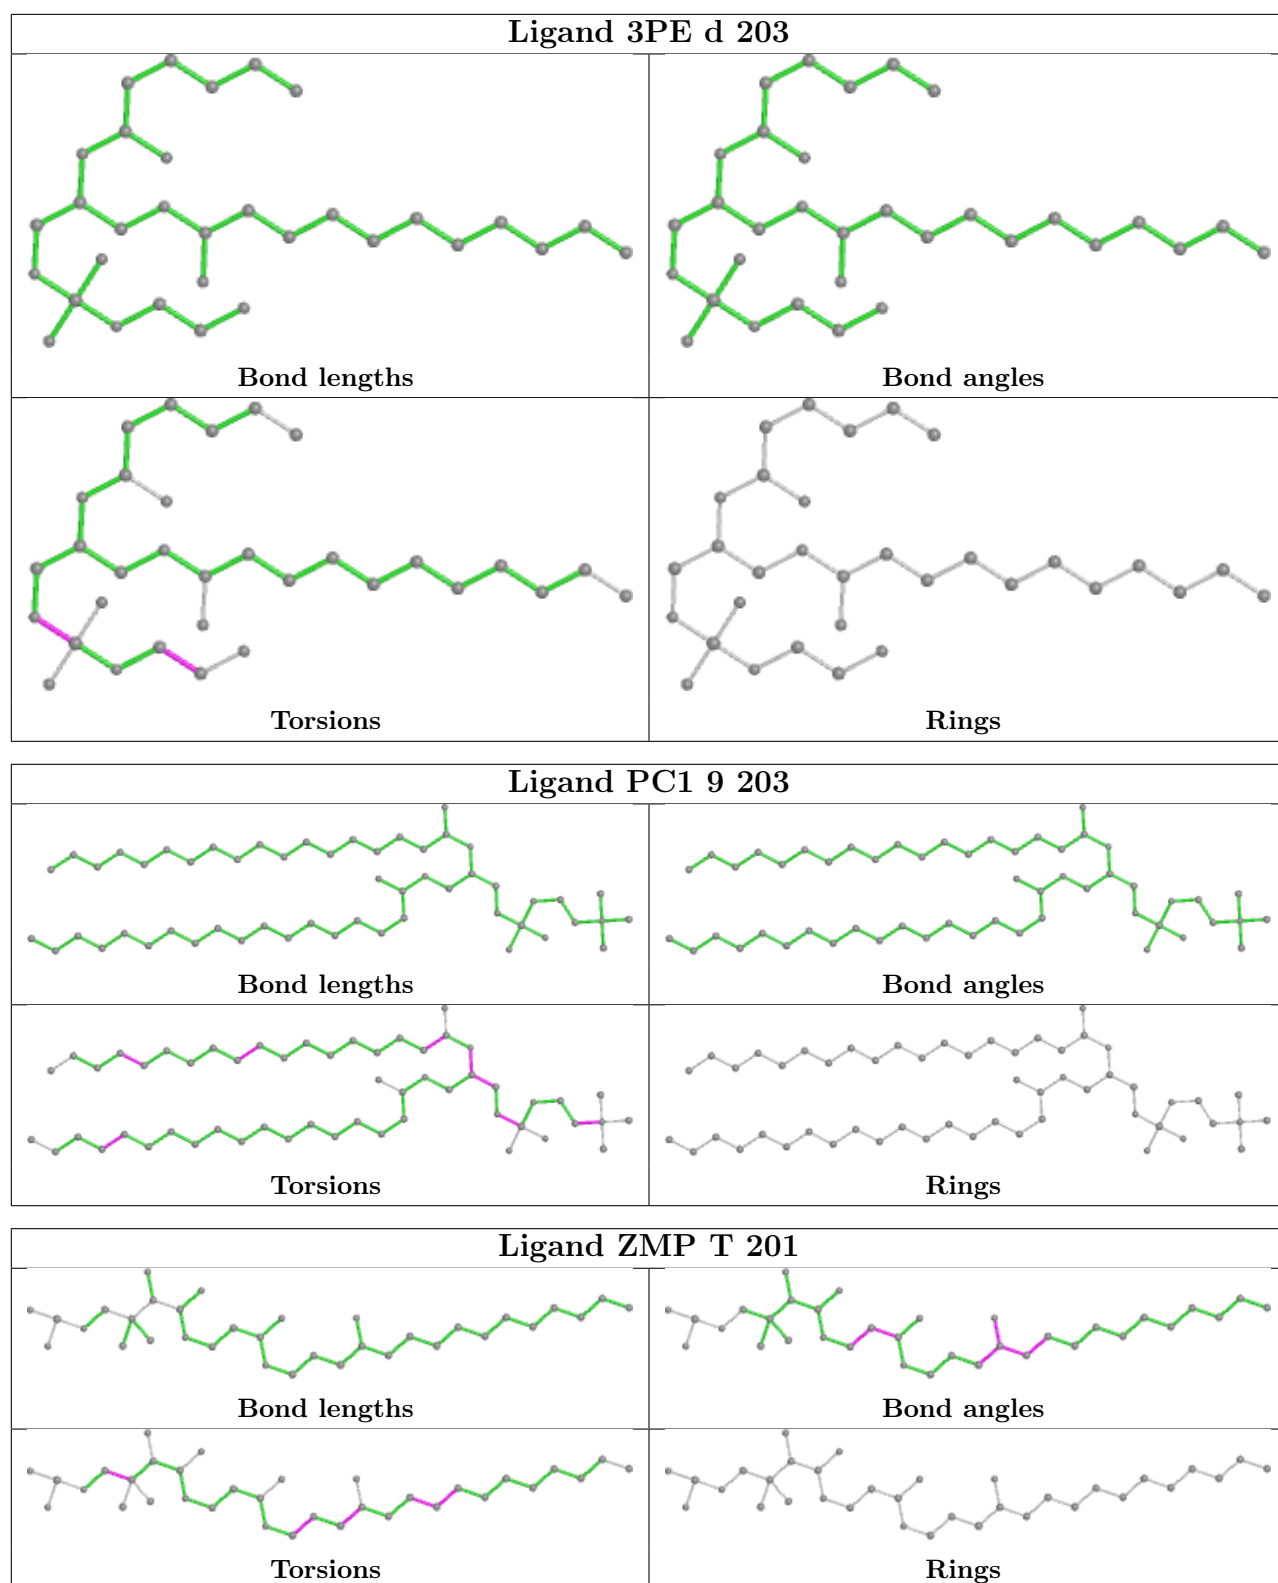 Ligand 3PE d 203
Bond lengths
Bond angles
Torsions
Rings
Ligand PC1 9 203
Bond lengths
Bond angles
Torsions
Rings
Ligand ZMP T 201
Bond lengths
Bond angles
Torsions
Rings